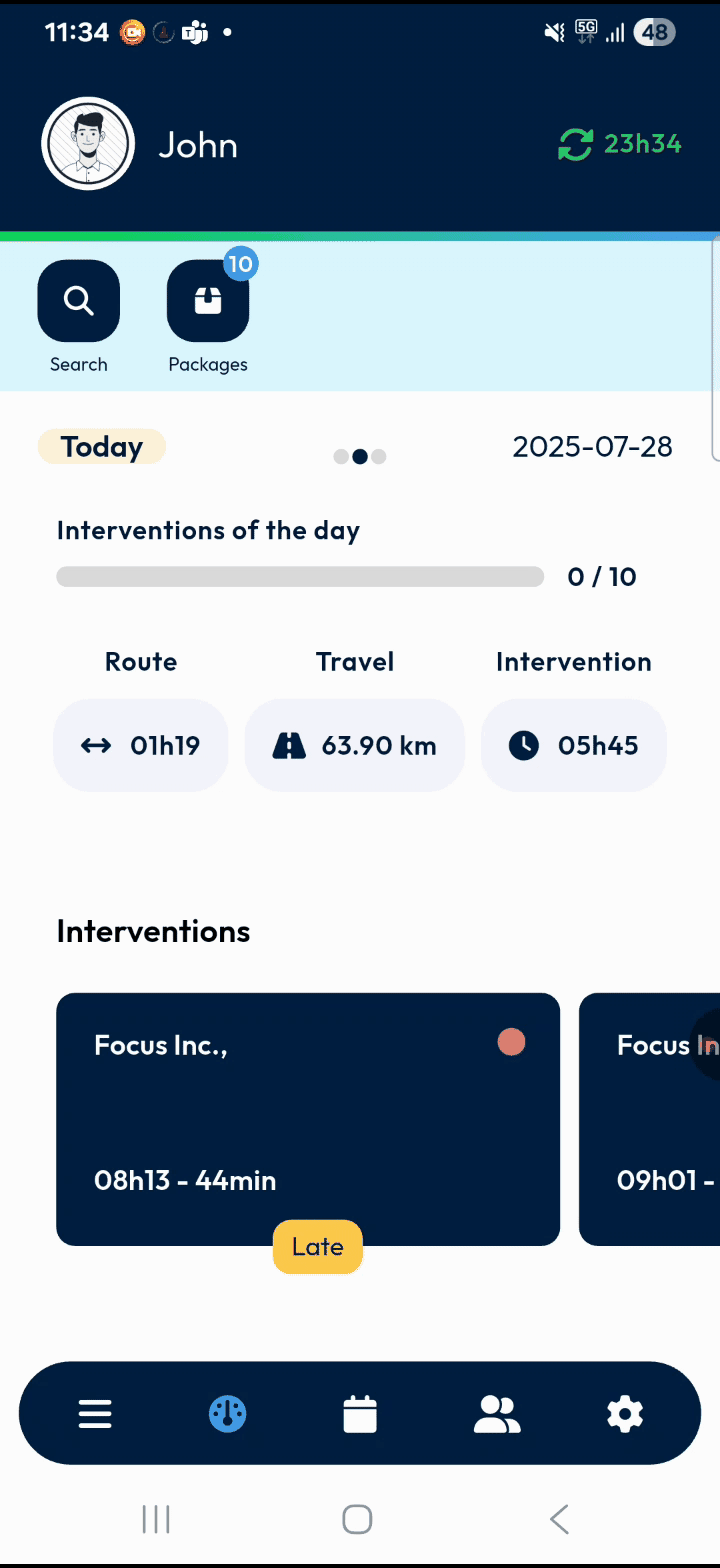 11:34 5G 48
John 23h34
10
Search Packages
Today 2025-07-28
Interventions of the day
0 / 10
Route Travel Intervention
01h19 63.90 km 05h45
Interventions
Focus Inc., Focus In
08h13 - 44min 09h01 -
Late